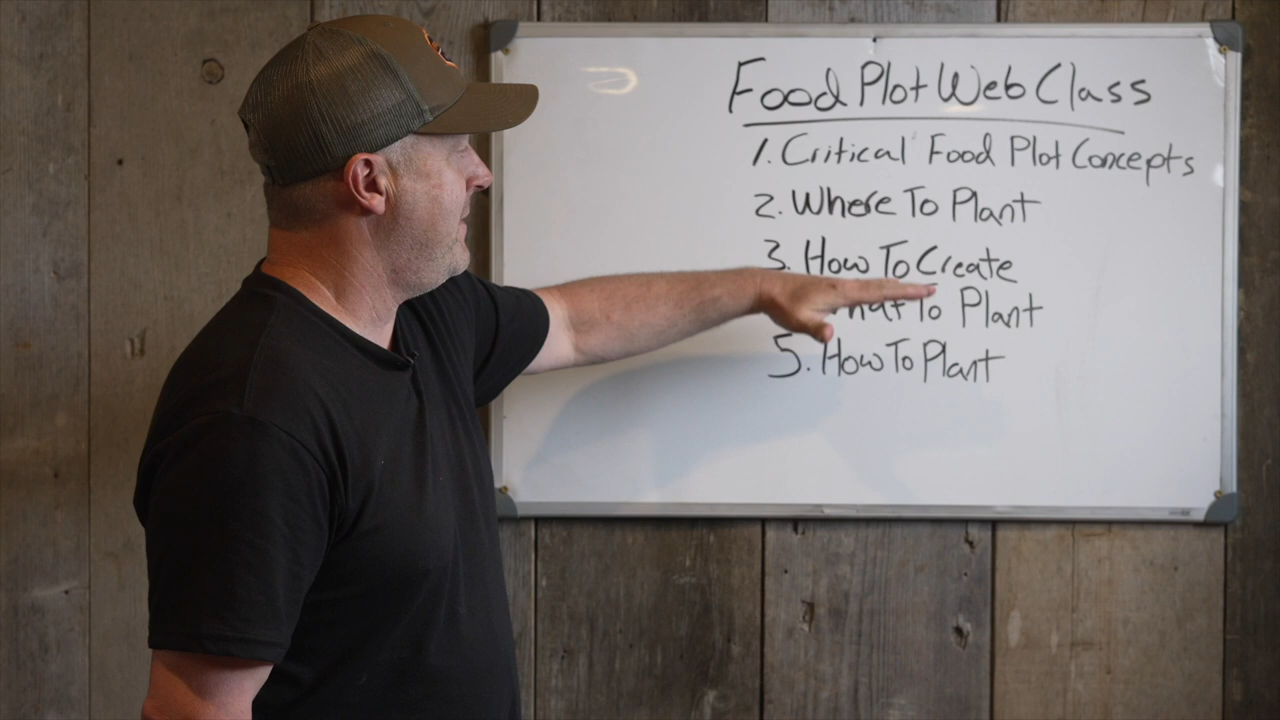 Food Plot Web Class
1. Critical Food Plot Concepts
2. Where To Plant
3. How To Create
To Plant
5. How To Plant